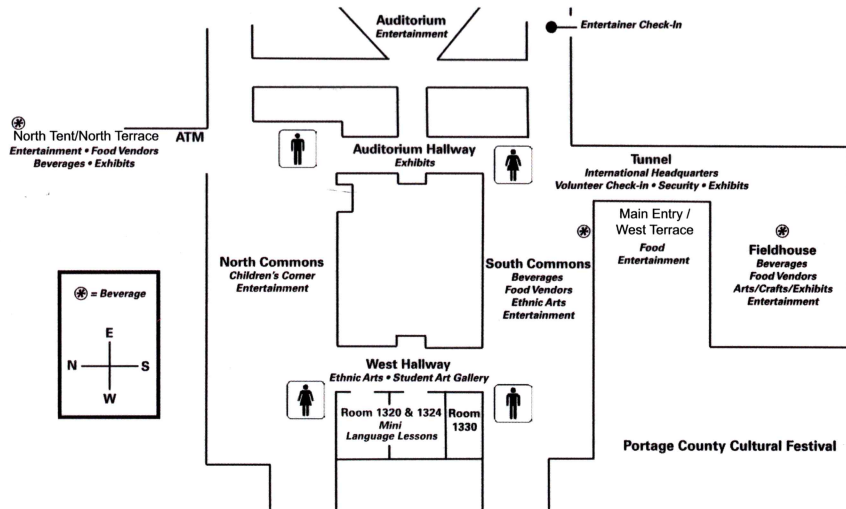 Auditorium
Entertainment
Entertainer Check-In
North Tent/North Terrace
Entertainment • Food Vendors
Beverages • Exhibits
ATM
Auditorium Hallway
Exhibits
Tunnel
International Headquarters
Volunteer Check-in • Security • Exhibits
Main Entry /
West Terrace
Food
Entertainment
Fieldhouse
Beverages
Food Vendors
Arts/Crafts/Exhibits
Entertainment
North Commons
Children's Corner
Entertainment
South Commons
Beverages
Food Vendors
Ethnic Arts
Entertainment
= Beverage
E
N S
W
West Hallway
Ethnic Arts • Student Art Gallery
Room 1320 & 1324
Mini
Language Lessons
Room
1330
Portage County Cultural Festival